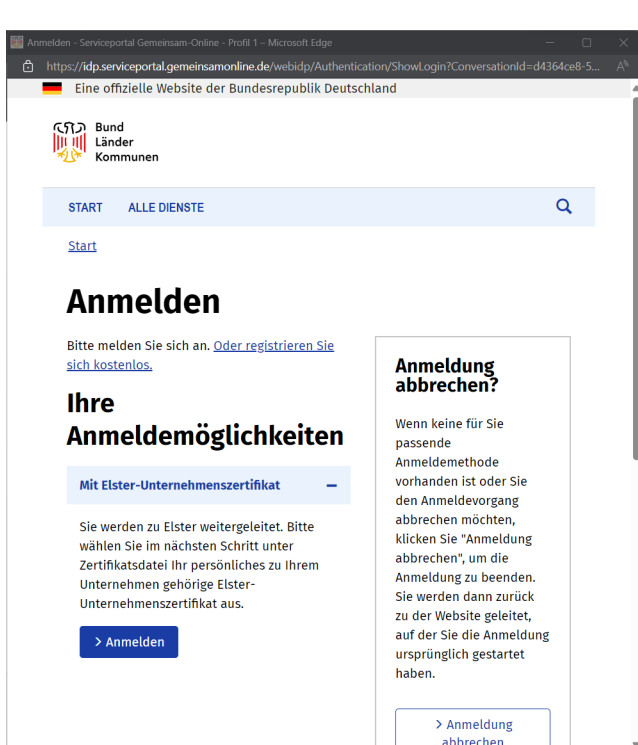 Anmelden - Serviceportal Gemeinsam-Online - Profil 1 – Microsoft Edge
https://idp.serviceportal.gemeinsamonline.de/webidp/Authentication/ShowLogin?ConversationId=d4364ce8-5...
Eine offizielle Website der Bundesrepublik Deutschland
Bund
Länder
Kommunen
START ALLE DIENSTE
Start
Anmelden
Bitte melden Sie sich an. Oder registrieren Sie
sich kostenlos.
Ihre
Anmeldemöglichkeiten
Mit Elster-Unternehmenszertifikat
Sie werden zu Elster weitergeleitet. Bitte
wählen Sie im nächsten Schritt unter
Zertifikatsdatei Ihr persönliches zu Ihrem
Unternehmen gehörige Elster-
Unternehmenszertifikat aus.
> Anmelden
Anmeldung
abbrechen?
Wenn keine für Sie
passende
Anmeldemethode
vorhanden ist oder Sie
den Anmeldevorgang
abbrechen möchten,
klicken Sie "Anmeldung
abbrechen", um die
Anmeldung zu beenden.
Sie werden dann zurück
zu der Website geleitet,
auf der Sie die Anmeldung
ursprünglich gestartet
haben.
> Anmeldung
abbrechen